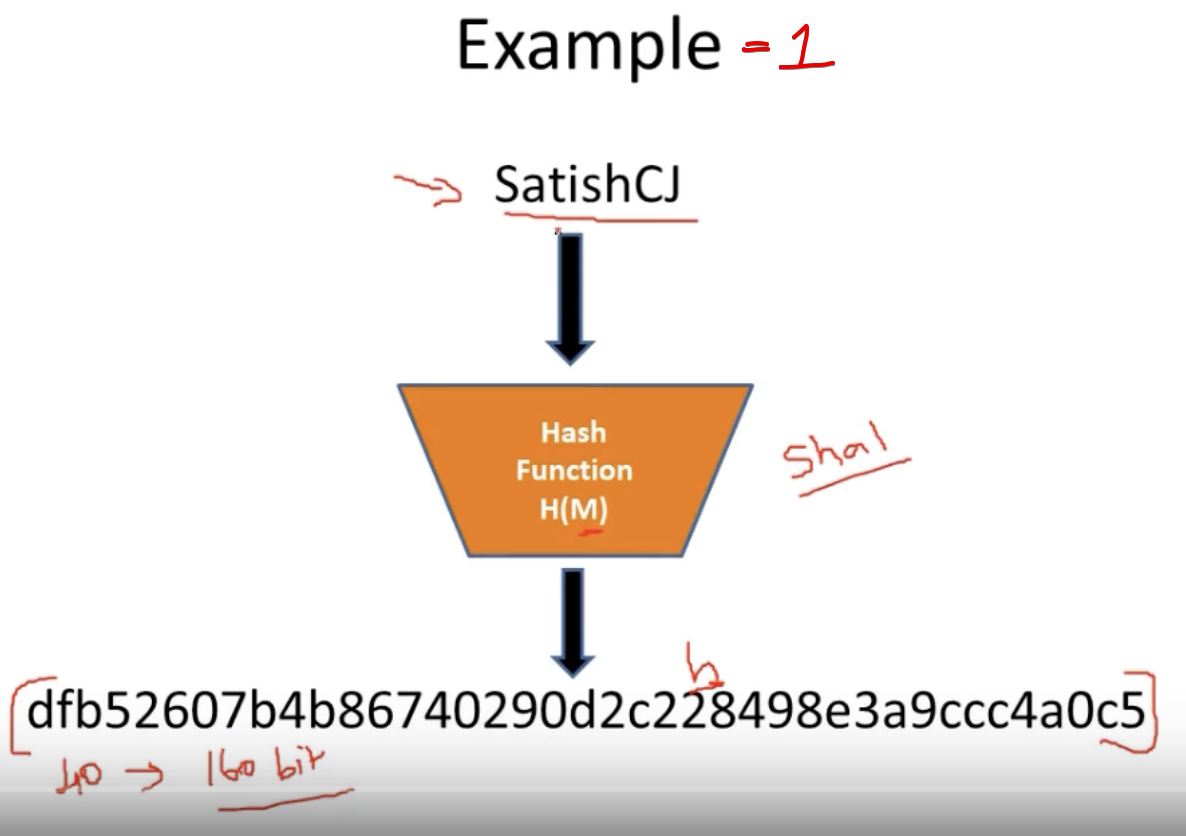 Example = 1
SatishCJ
Hash
Function
H(M)
Sha1
h
dfb52607b4b86740290d2c228498e3a9ccc4a0c5
40 → 160 bit